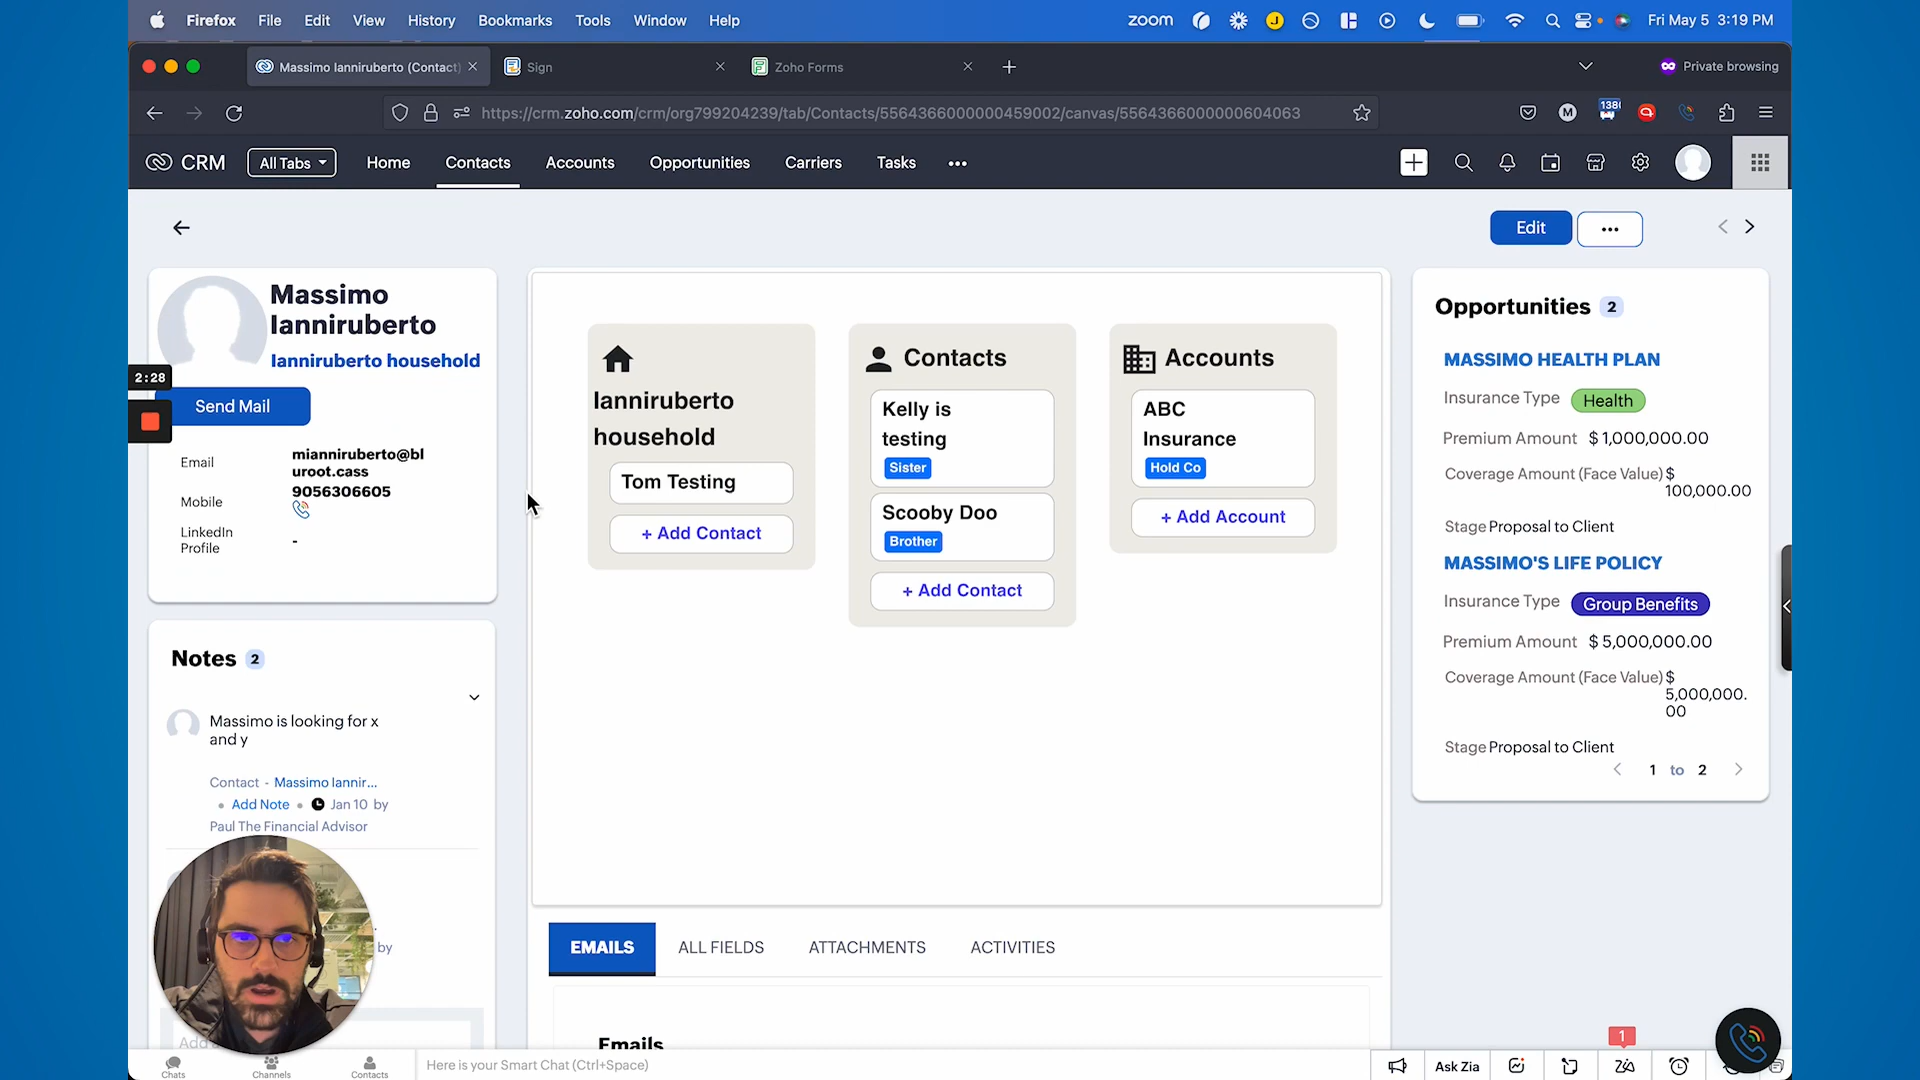 Firefox File Edit View History Bookmarks Tools Window Help
zoom
J
Fri May 5 3:19 PM
Massimo Ianniruberto (Contact)
Sign
Zoho Forms
Private browsing
https://crm.zoho.com/crm/org799204239/tab/Contacts/5564366000000459002/canvas/5564366000000604063
M
138
CRM
All Tabs
Home
Contacts
Accounts
Opportunities
Carriers
Tasks
Edit
Massimo
Ianniruberto
Ianniruberto household
2:28
Send Mail
Email
mianniruberto@bl
uroot.cass
Mobile
9056306605
LinkedIn
Profile
-
Notes 2
Massimo is looking for x
and y
Contact - Massimo Iannir...
Add Note
Jan 10 by
Paul The Financial Advisor
by
Ianniruberto
household
Tom Testing
+ Add Contact
Contacts
Kelly is
testing
Sister
Scooby Doo
Brother
+ Add Contact
Accounts
ABC
Insurance
Hold Co
+ Add Account
EMAILS
ALL FIELDS
ATTACHMENTS
ACTIVITIES
Emails
Opportunities 2
MASSIMO HEALTH PLAN
Insurance Type Health
Premium Amount $ 1,000,000.00
Coverage Amount (Face Value) $
100,000.00
Stage Proposal to Client
MASSIMO'S LIFE POLICY
Insurance Type Group Benefits
Premium Amount $ 5,000,000.00
Coverage Amount (Face Value) $
5,000,000.
00
Stage Proposal to Client
1 to 2
1
Chats
Channels
Contacts
Here is your Smart Chat (Ctrl+Space)
Ask Zia